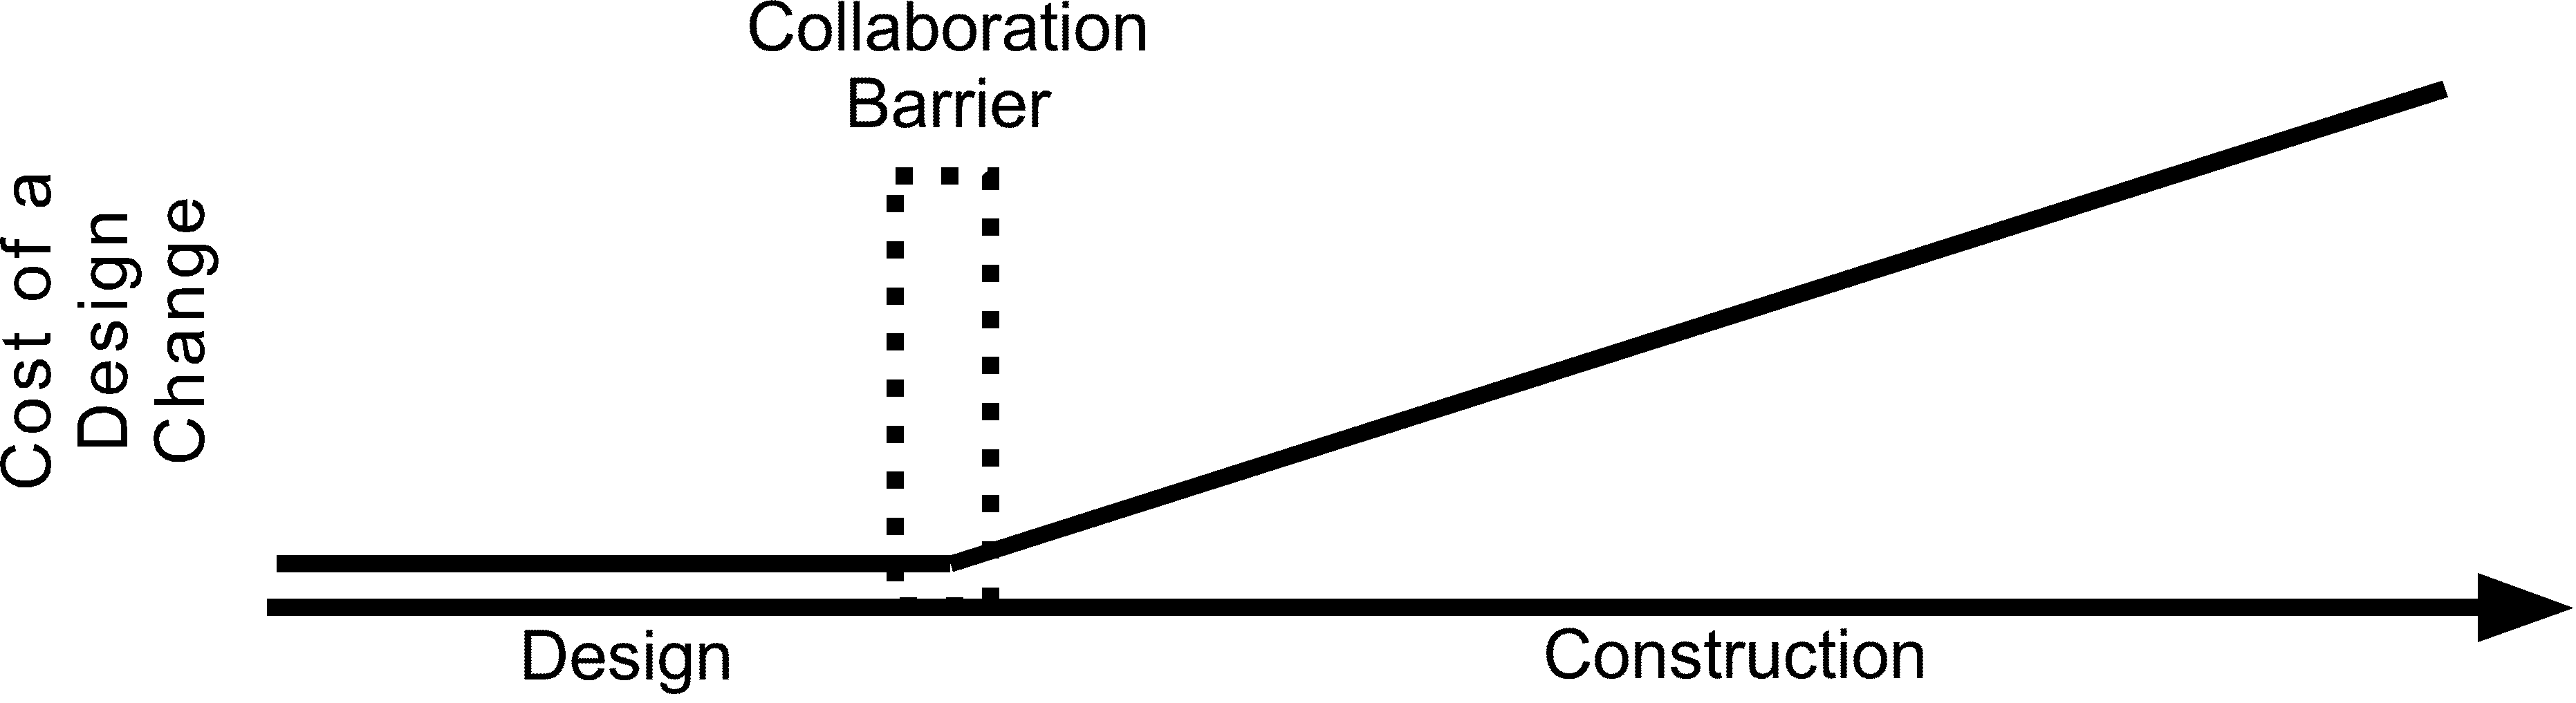 Collaboration
Barrier
Cost of a
Design
Change
Design
Construction